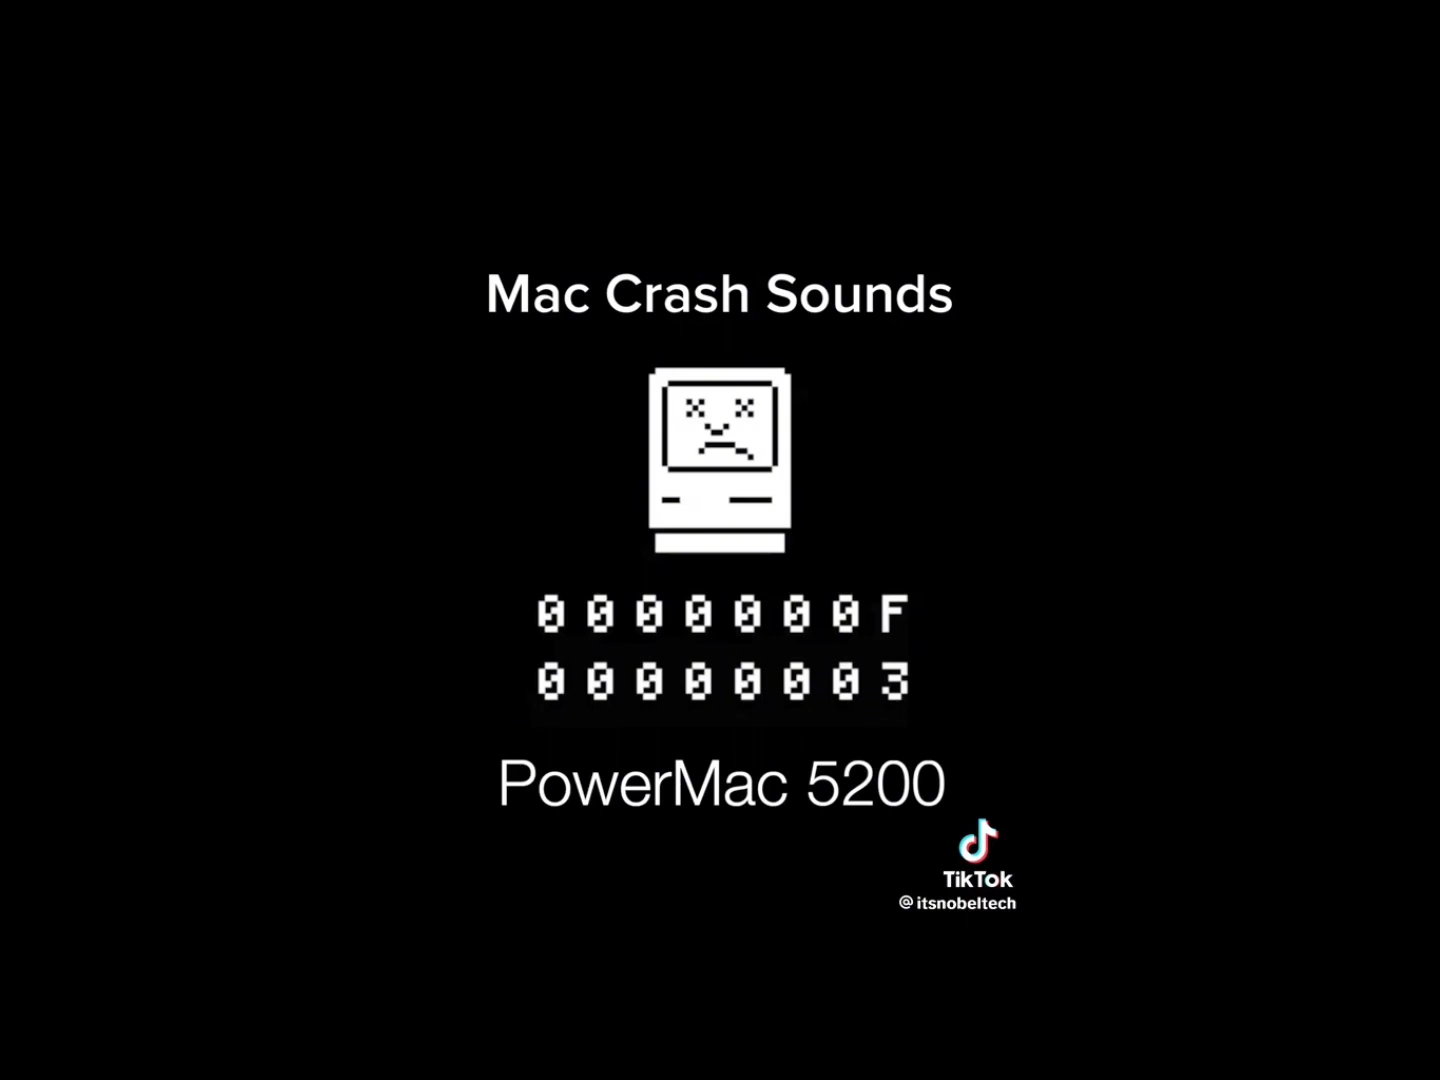 Mac Crash Sounds
0000000F
00000003
PowerMac 5200
TikTok
@itsnobeltech